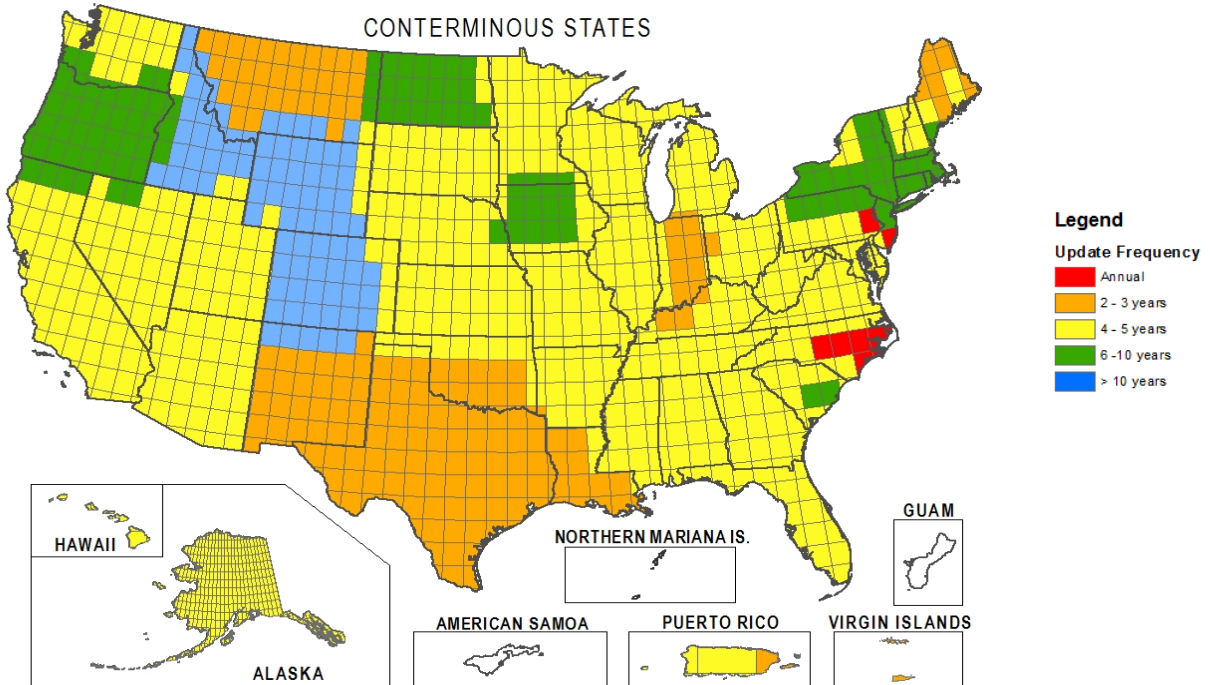 CONTERMINOUS STATES
Legend
Update Frequency
Annual
2 - 3 years
4 - 5 years
6 -10 years
> 10 years
HAWAII
ALASKA
NORTHERN MARIANA IS.
GUAM
AMERICAN SAMOA
PUERTO RICO
VIRGIN ISLANDS